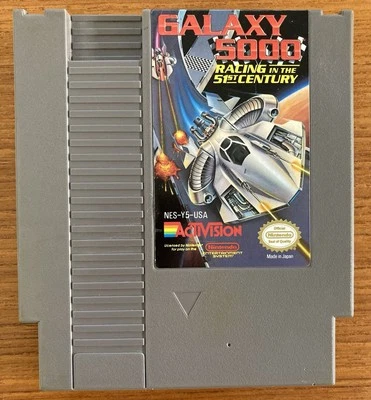 GALAXY
5000
RACING IN THE
51ST CENTURY
NES-Y5-USA
ACTIVISION
Licensed by Nintendo
for play on the
Nintendo
ENTERTAINMENT
SYSTEM
Official
Nintendo
Seal of Quality
Made in Japan